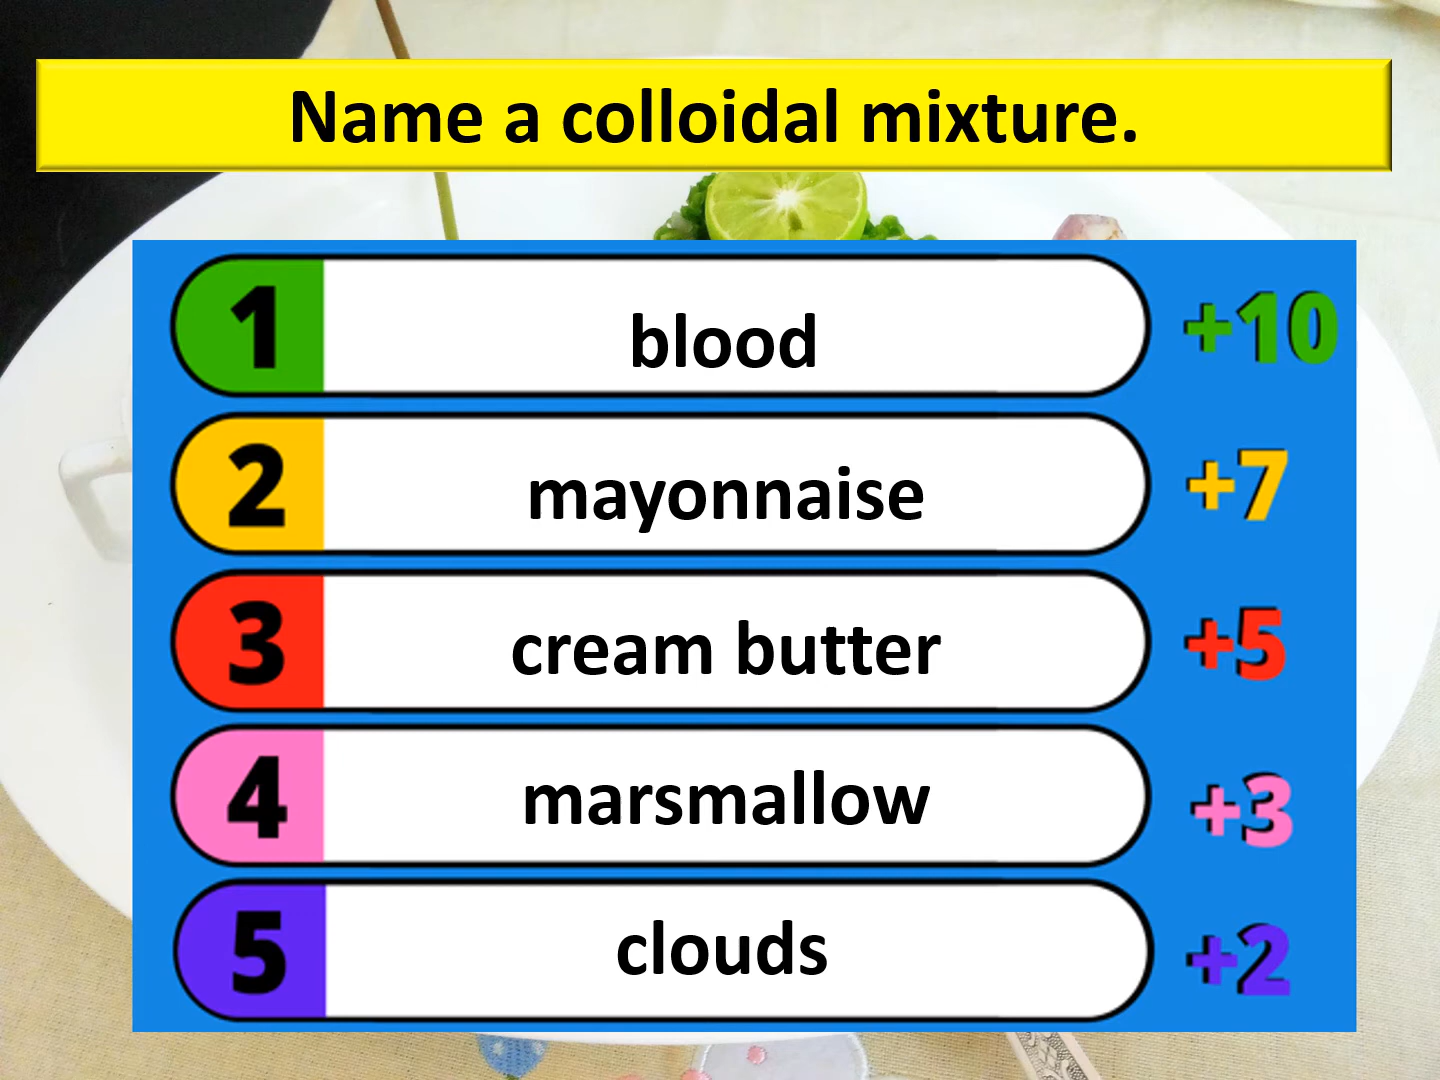 Name a colloidal mixture.
1 blood +10
2 mayonnaise +7
3 cream butter +5
4 marsmallow +3
5 clouds +2